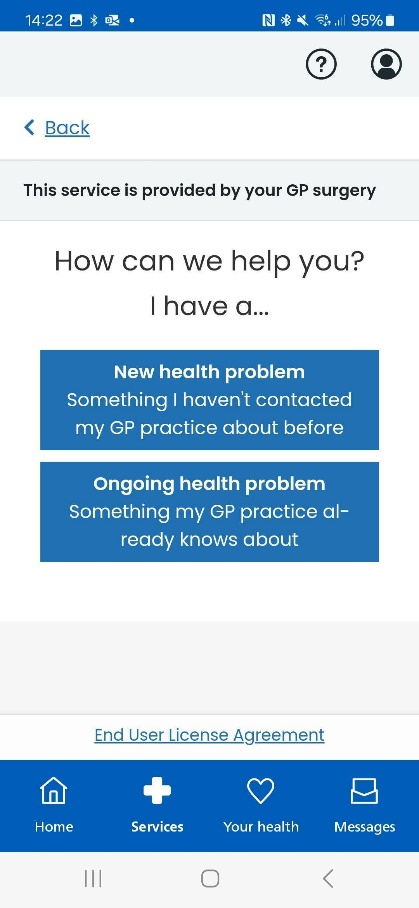 14:22
95%
Back
This service is provided by your GP surgery
How can we help you?
I have a...
New health problem
Something I haven't contacted
my GP practice about before
Ongoing health problem
Something my GP practice al-
ready knows about
End User License Agreement
Home Services Your health Messages